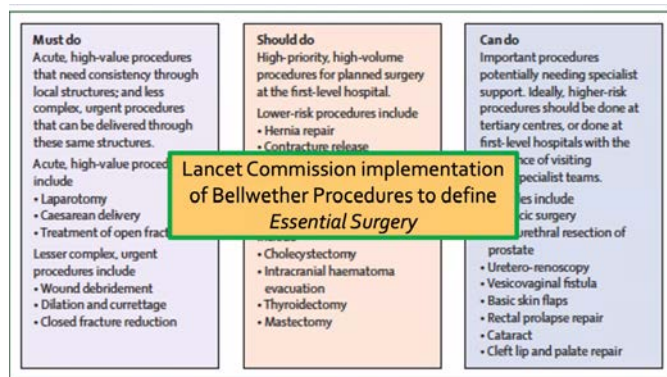 Must do
Acute, high-value procedures
that need consistency through
local structures; and less
complex, urgent procedures
that can be delivered through
these same structures.
Acute, high-value
include
• Laparotomy
• Caesarean delivery
• Treatment of open
Lesser complex, urgent
procedures include
• Wound debridement
• Dilation and currettage
• Closed fracture reduction
Should do
High-priority, high-volume
procedures for planned surgery
at the first-level hospital.
Lower-risk procedures include
• Hernia repair
• Contracture release
• Cholecystectomy
• Intracranial haematoma
evacuation
• Thyroidectomy
• Mastectomy
Can do
Important procedures
potentially needing specialist
support. Ideally, higher-risk
procedures should be done at
tertiary centres, or done at
first-level hospitals with the
of visiting
specialist teams.
include
surgery
resection of
prostate
• Uretero-renoscopy
• Vesicovaginal fistula
• Basic skin flaps
• Rectal prolapse repair
• Cataract
• Cleft lip and palate repair
Lancet Commission implementation
of Bellwether Procedures to define
Essential Surgery